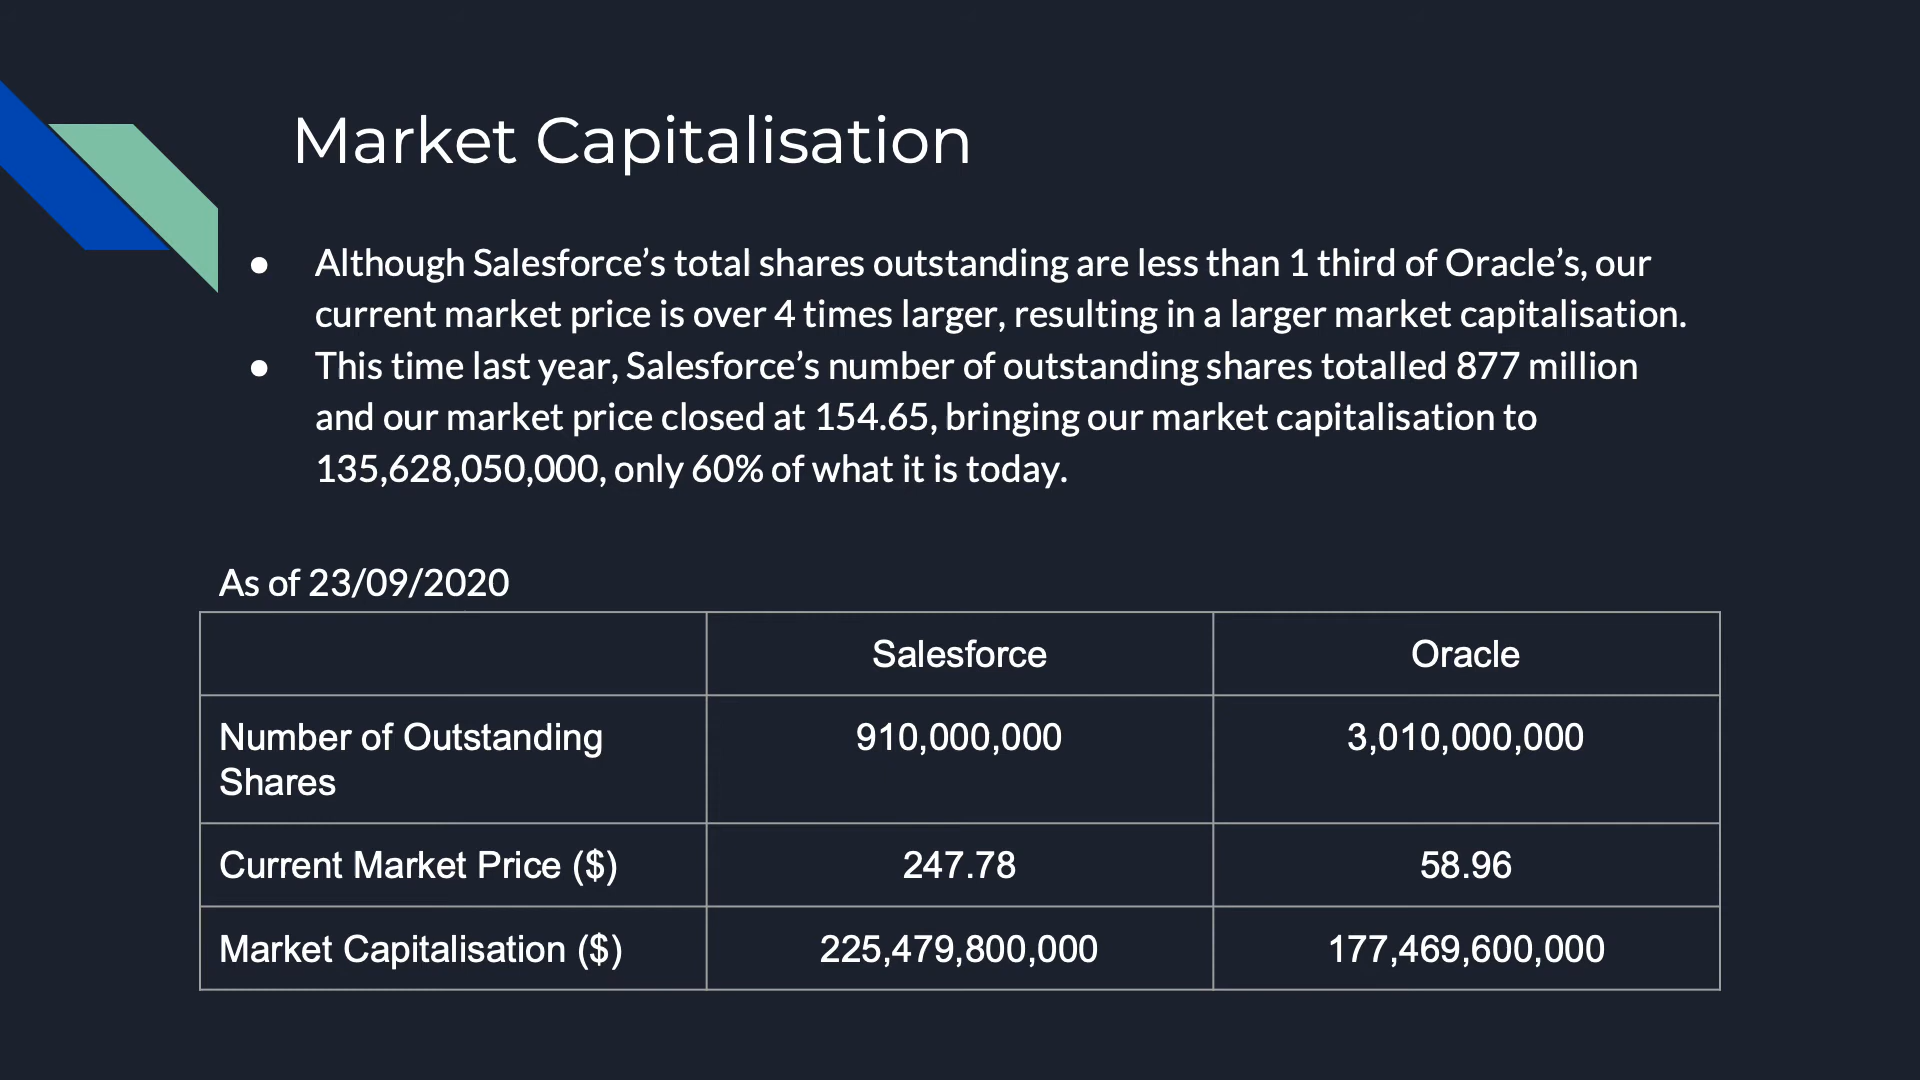 Market Capitalisation
● Although Salesforce’s total shares outstanding are less than 1 third of Oracle’s, our
current market price is over 4 times larger, resulting in a larger market capitalisation.
● This time last year, Salesforce’s number of outstanding shares totalled 877 million
and our market price closed at 154.65, bringing our market capitalisation to
135,628,050,000, only 60% of what it is today.
As of 23/09/2020
Salesforce Oracle
Number of Outstanding 910,000,000 3,010,000,000
Shares
Current Market Price ($) 247.78 58.96
Market Capitalisation ($) 225,479,800,000 177,469,600,000